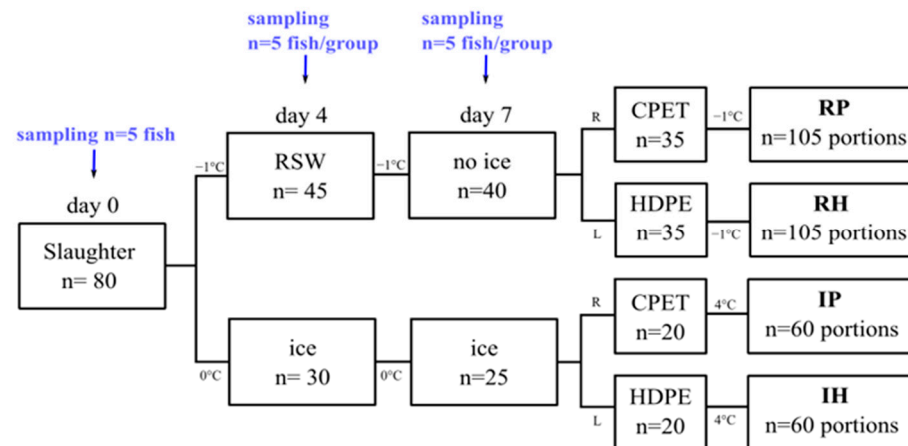 sampling
n=5 fish/group
sampling
n=5 fish/group
sampling n=5 fish
day 0
Slaughter
n= 80
−1°C
day 4
RSW
n= 45
−1°C
day 7
no ice
n=40
R
CPET
n=35
−1°C
RP
n=105 portions
L
HDPE
n=35
−1°C
RH
n=105 portions
0°C
ice
n= 30
0°C
ice
n=25
R
CPET
n=20
4°C
IP
n=60 portions
L
HDPE
n=20
4°C
IH
n=60 portions